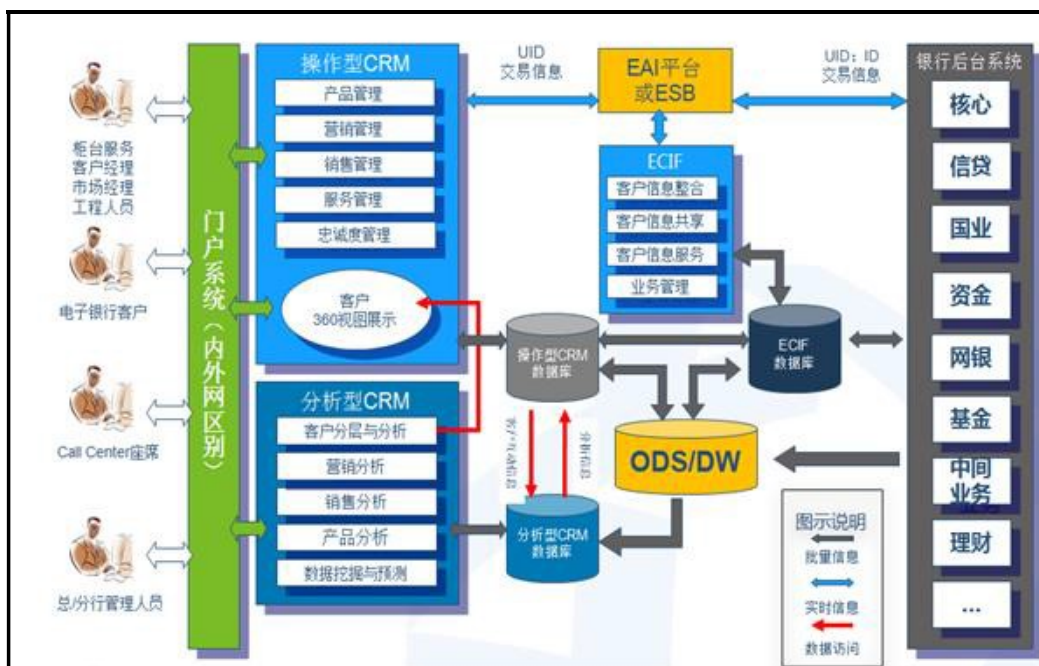 柜台服务
客户经理
市场经理
工程人员
电子银行客户
Call Center座席
总/分行管理人员
门户系统（内外网区别）
操作型CRM
产品管理
营销管理
销售管理
服务管理
忠诚度管理
客户
360视图展示
分析型CRM
客户分层与分析
营销分析
销售分析
产品分析
数据挖掘与预测
UID
交易信息
EAI平台
或ESB
UID：ID
交易信息
ECIF
客户信息整合
客户信息共享
客户信息服务
业务管理
操作型CRM
数据库
ECIF
数据库
客户互动信息
分析信息
ODS/DW
分析型CRM
数据库
图示说明
批量信息
实时信息
数据访问
银行后台系统
核心
信贷
国业
资金
网银
基金
中间
业务
理财
...